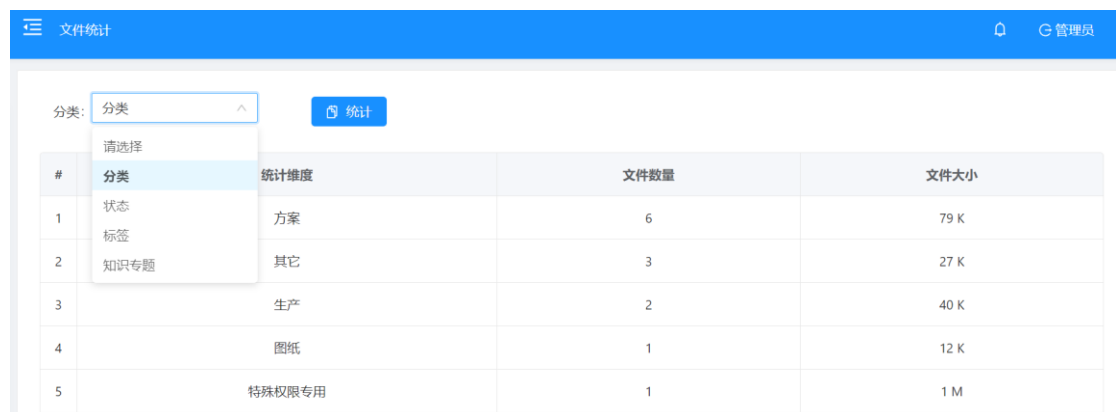 文件统计
管理员
分类: 分类 统计
请选择
分类
状态
标签
知识专题
# 统计维度 文件数量 文件大小
1 方案 6 79 K
2 其它 3 27 K
3 生产 2 40 K
4 图纸 1 12 K
5 特殊权限专用 1 1 M